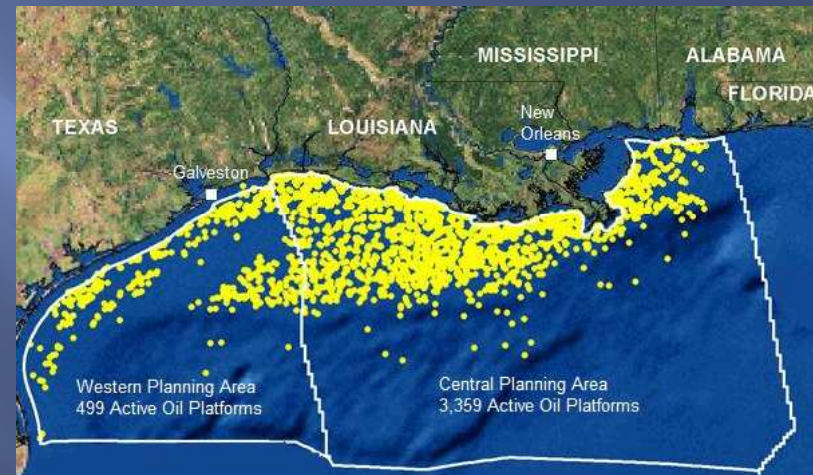 MISSISSIPPI
ALABAMA
FLORIDA
TEXAS
LOUISIANA
New
Orleans
Galveston
Western Planning Area
499 Active Oil Platforms
Central Planning Area
3,359 Active Oil Platforms